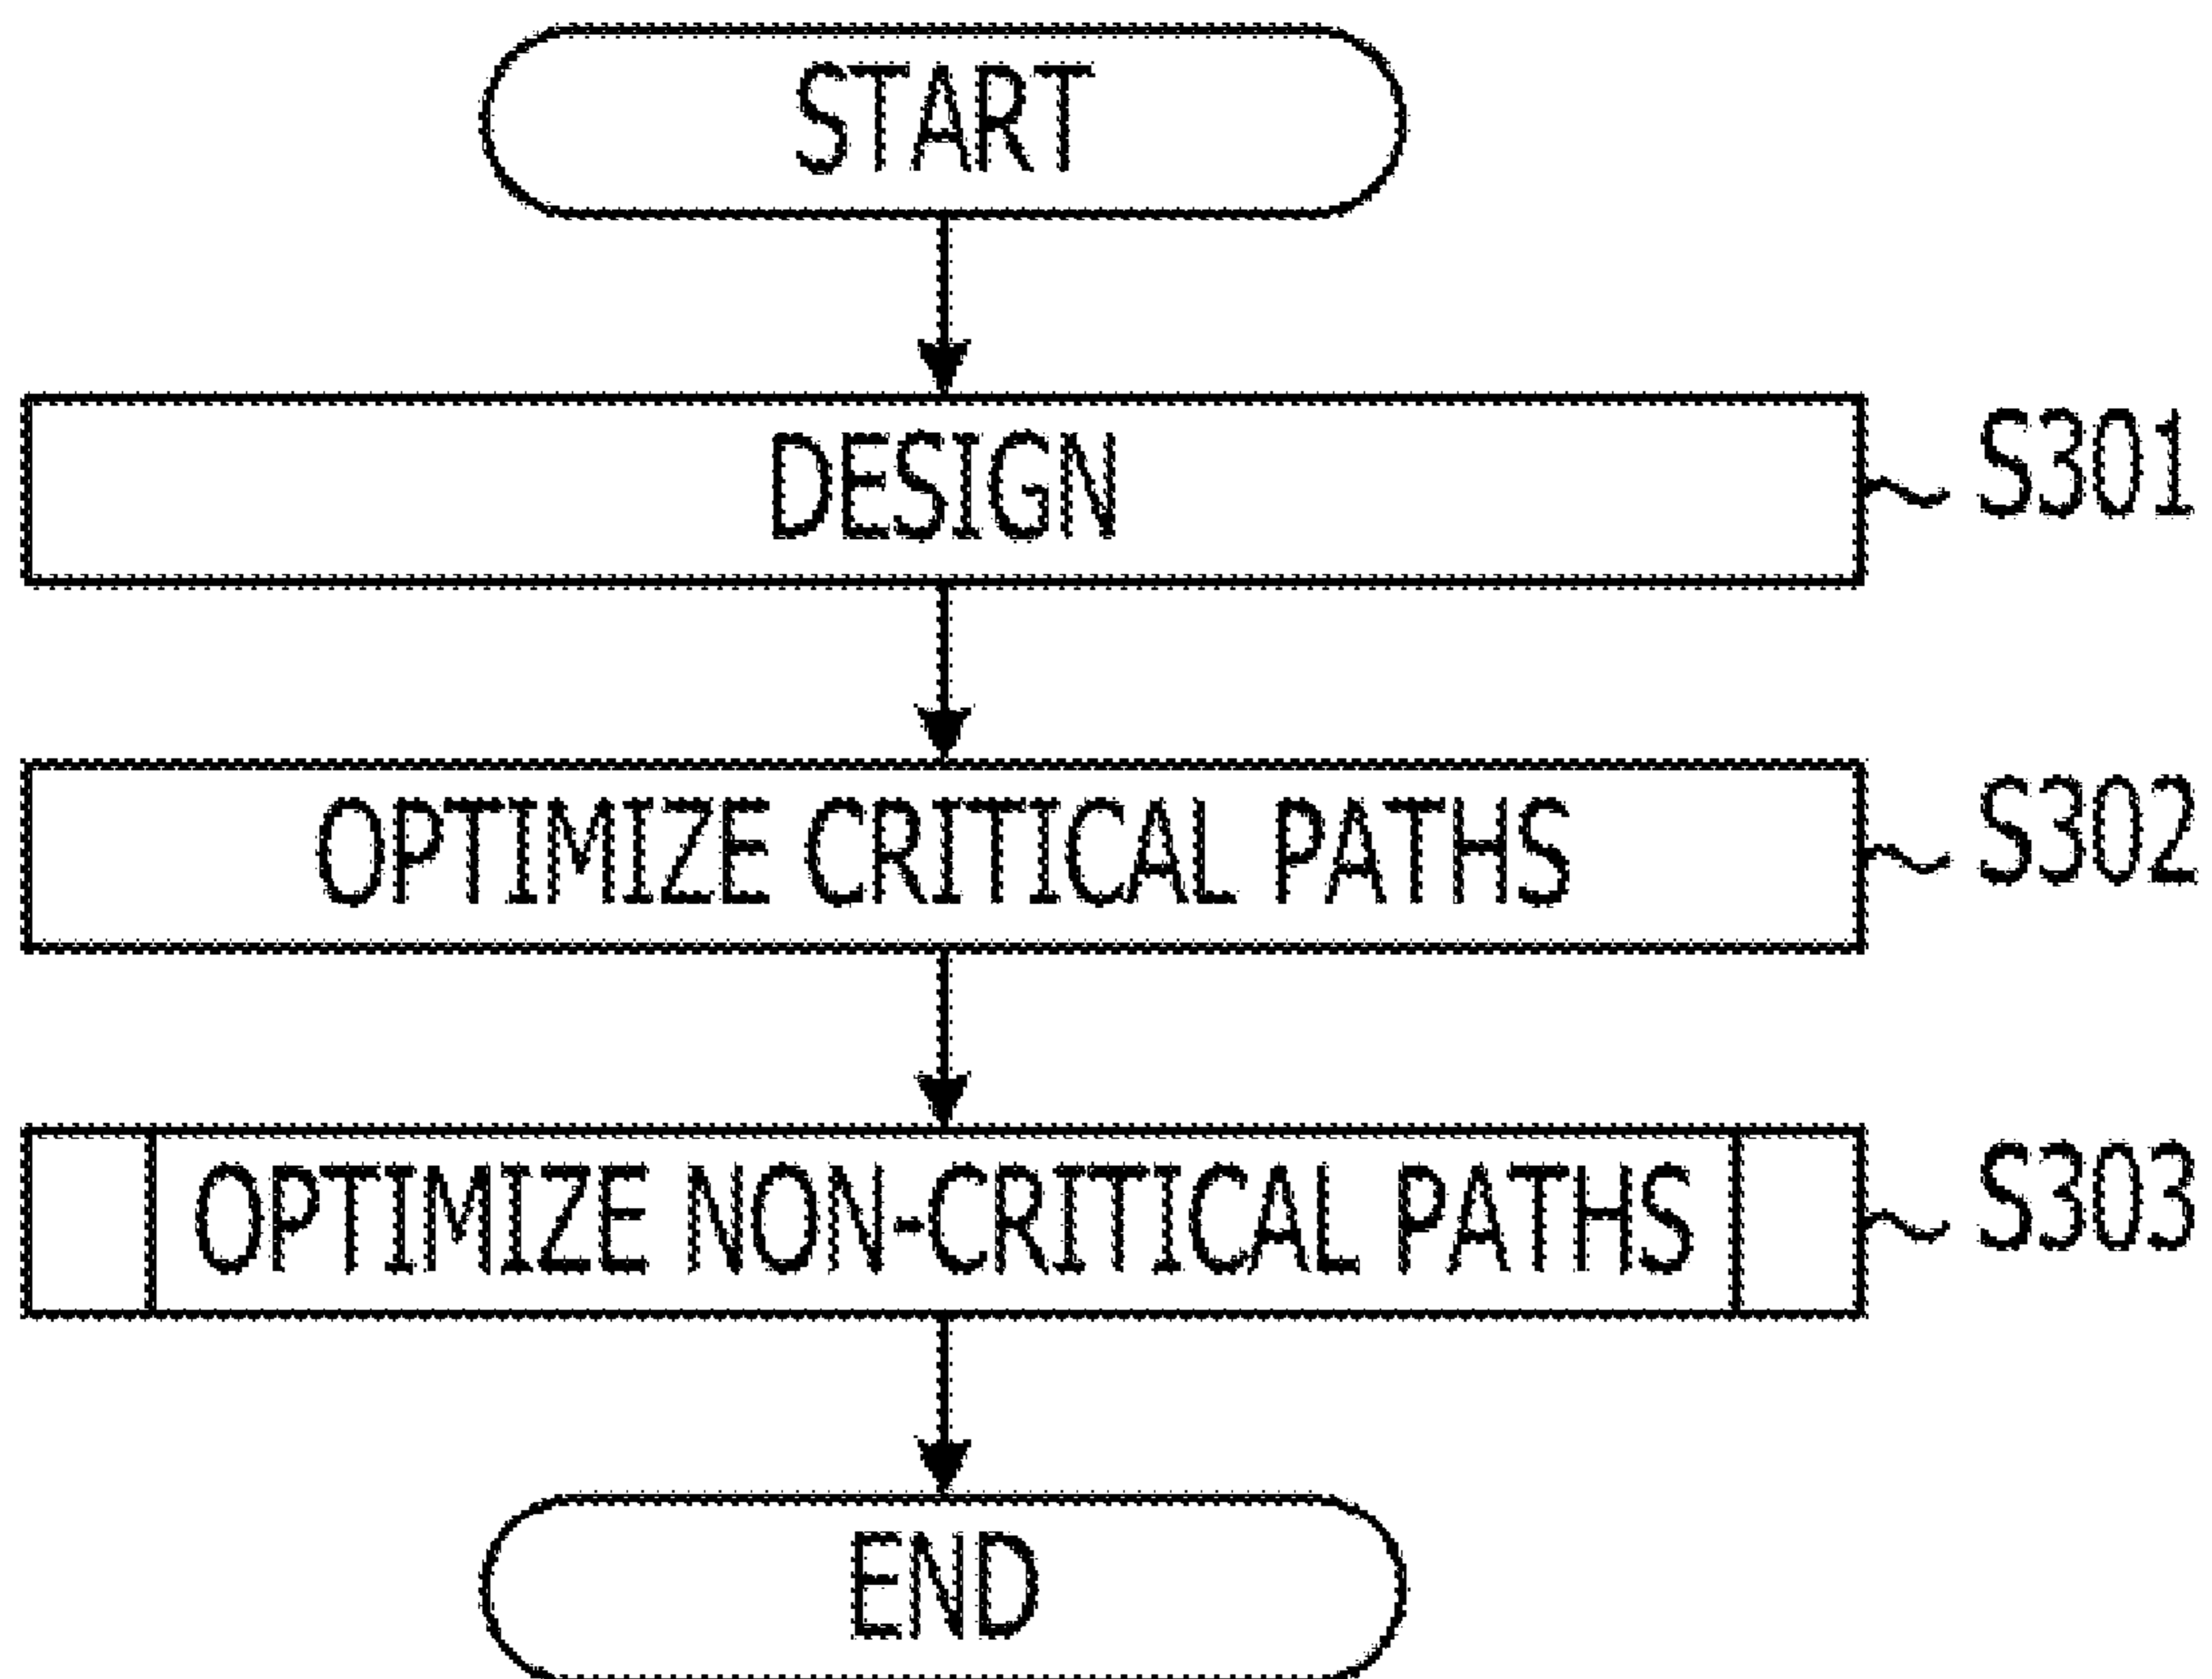 START
DESIGN
S301
OPTIMIZE CRITICAL PATHS
S302
OPTIMIZE NON-CRITICAL PATHS
S303
END